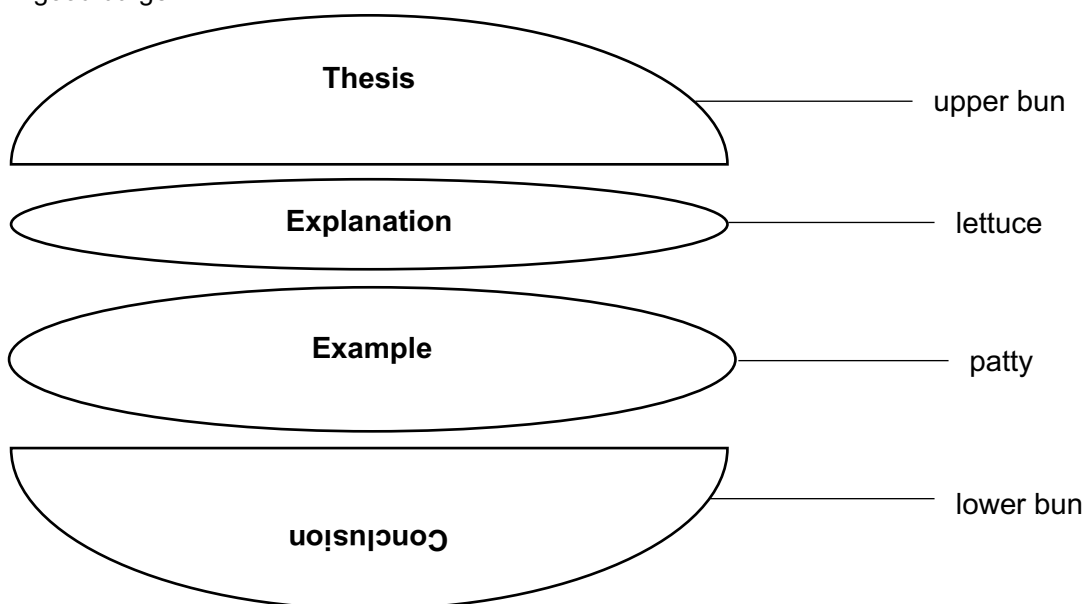 Thesis
upper bun
Explanation
lettuce
Example
patty
lower bun
Conclusion